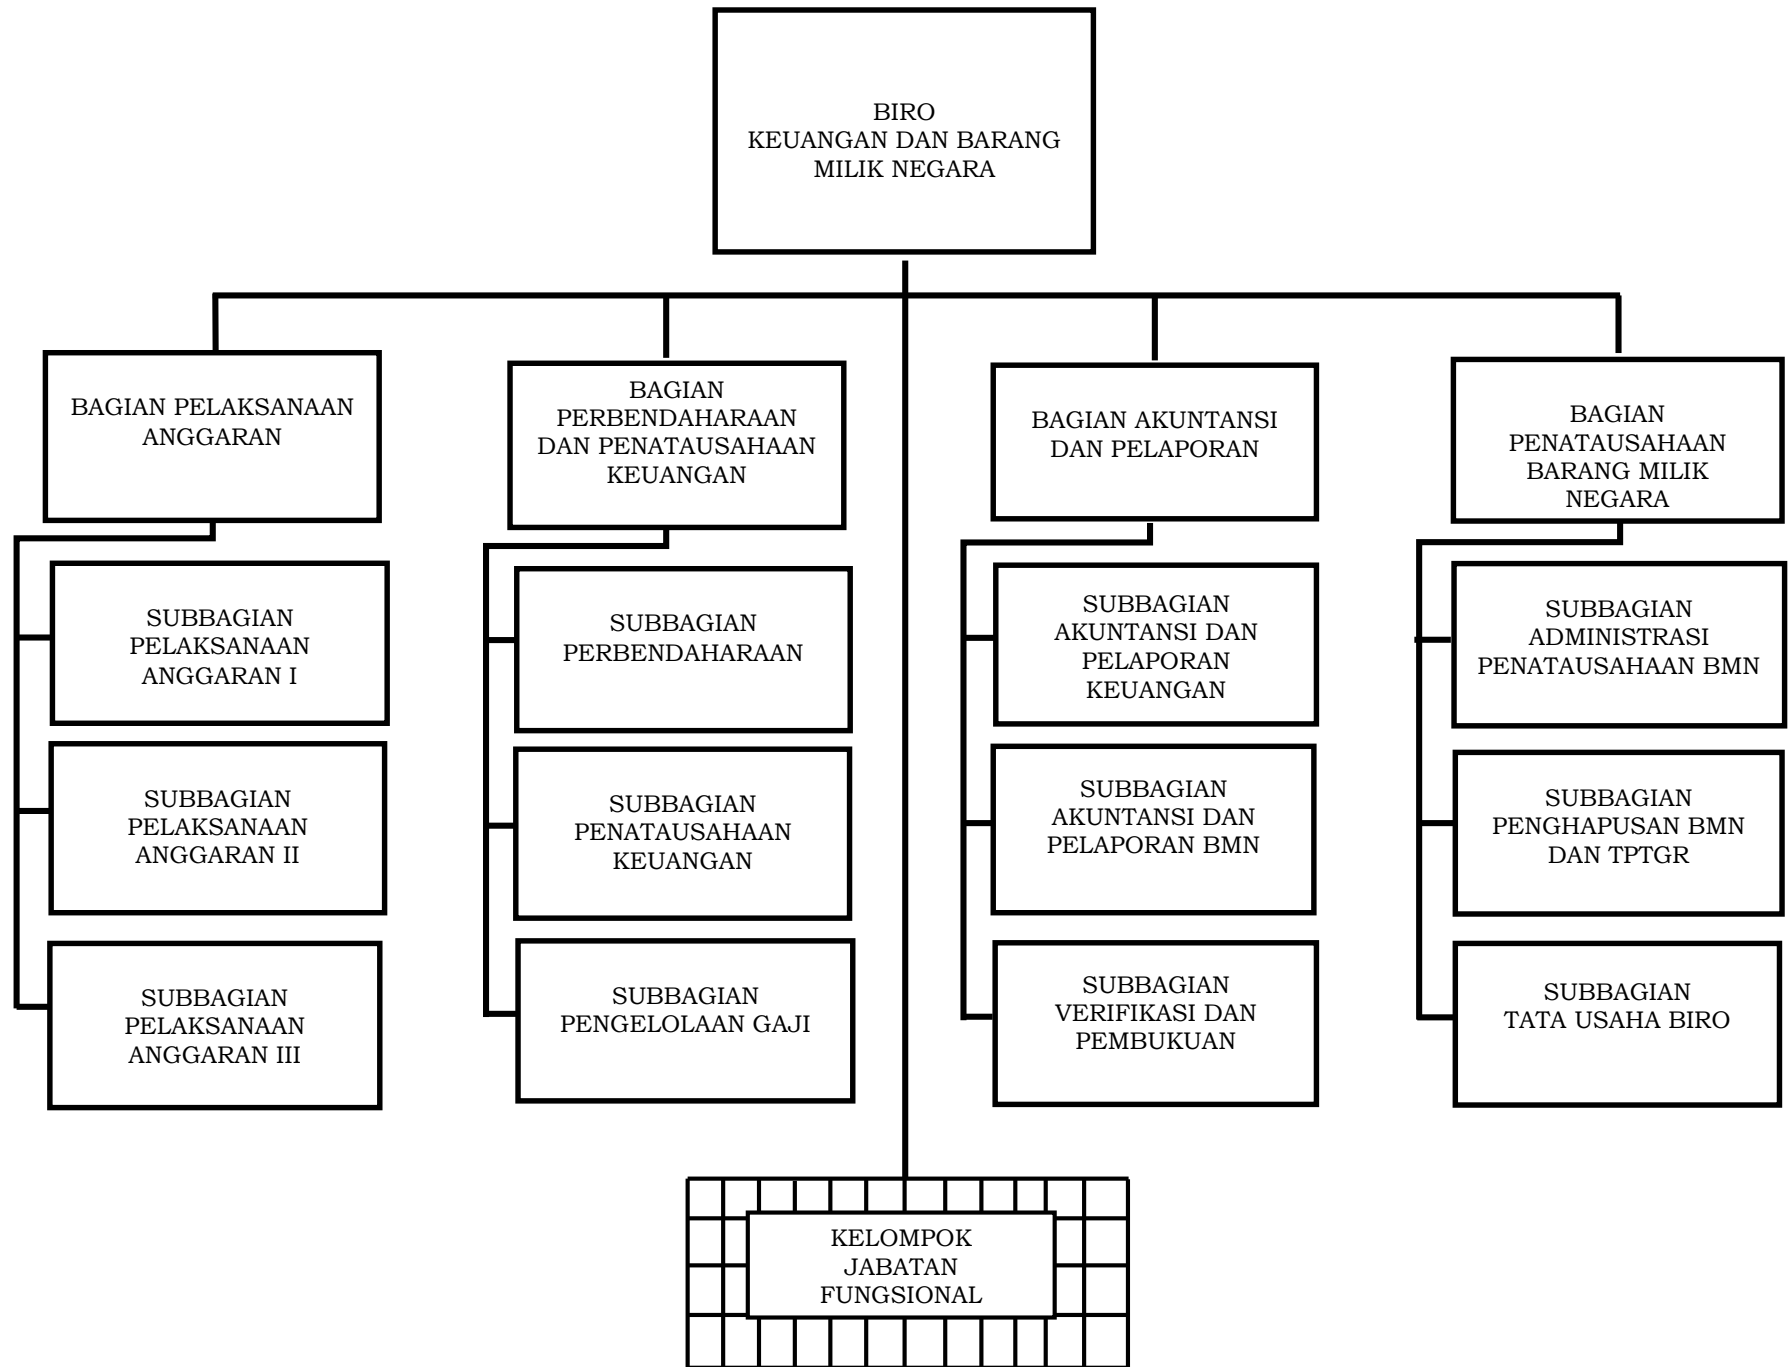 BIRO
KEUANGAN DAN BARANG
MILIK NEGARA
BAGIAN PELAKSANAAN
ANGGARAN
BAGIAN
PERBENDAHARAAN
DAN PENATAUSAHAAN
KEUANGAN
BAGIAN AKUNTANSI
DAN PELAPORAN
BAGIAN
PENATAUSAHAAN
BARANG MILIK
NEGARA
SUBBAGIAN
PELAKSANAAN
ANGGARAN I
SUBBAGIAN
PERBENDAHARAAN
SUBBAGIAN
AKUNTANSI DAN
PELAPORAN
KEUANGAN
SUBBAGIAN
ADMINISTRASI
PENATAUSAHAAN BMN
SUBBAGIAN
PELAKSANAAN
ANGGARAN II
SUBBAGIAN
PENATAUSAHAAN
KEUANGAN
SUBBAGIAN
AKUNTANSI DAN
PELAPORAN BMN
SUBBAGIAN
PENGHAPUSAN BMN
DAN TPTGR
SUBBAGIAN
PELAKSANAAN
ANGGARAN III
SUBBAGIAN
PENGELOLAAN GAJI
SUBBAGIAN
VERIFIKASI DAN
PEMBUKUAN
SUBBAGIAN
TATA USAHA BIRO
KELOMPOK
JABATAN
FUNGSIONAL